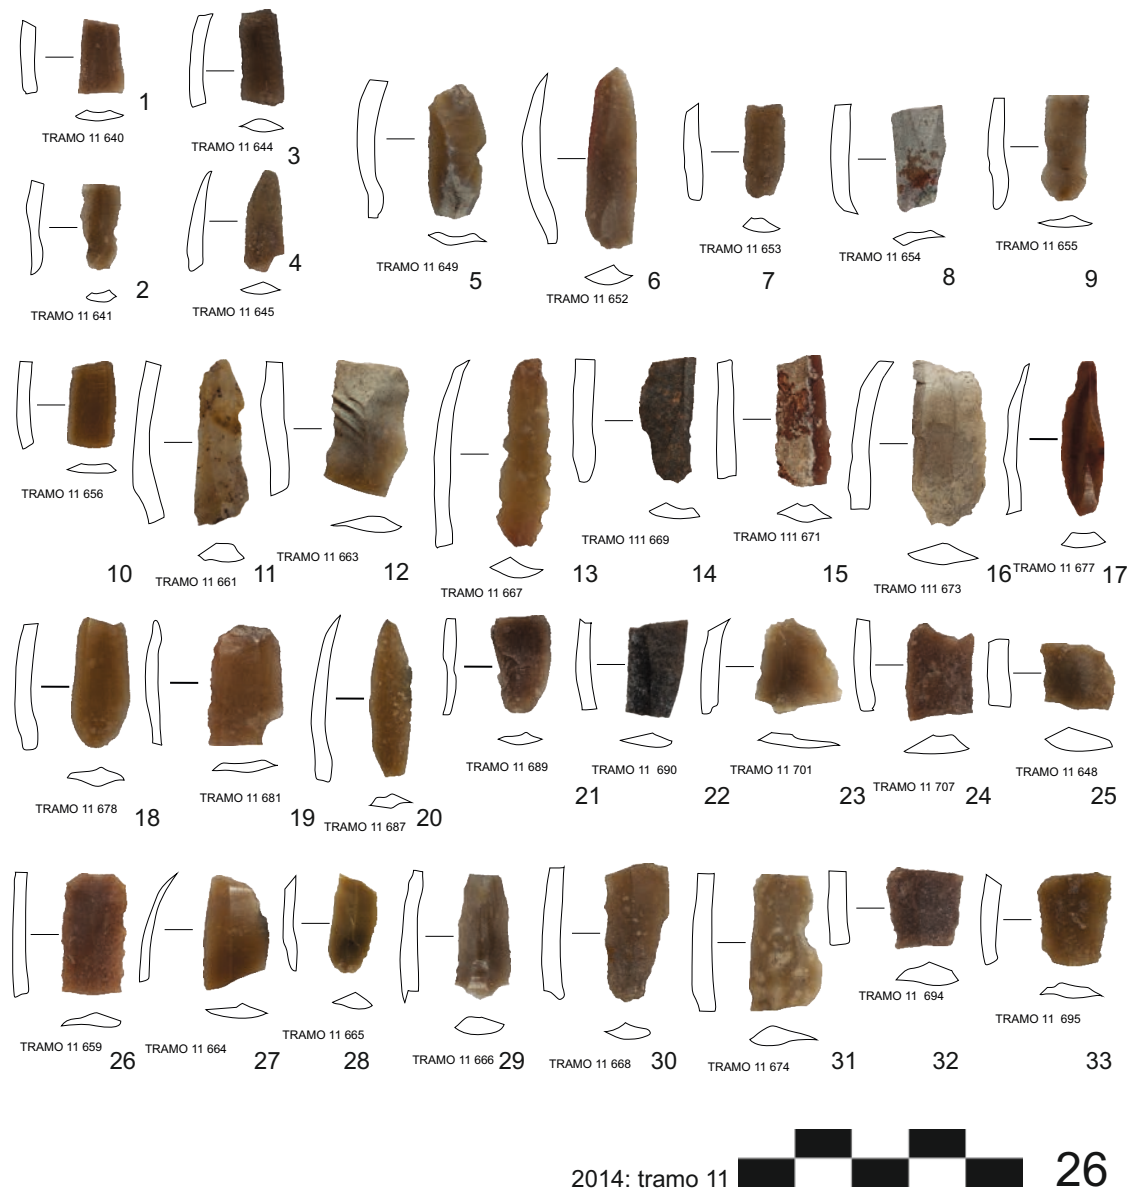 1
TRAMO 11 640
3
TRAMO 11 644
2
TRAMO 11 641
4
TRAMO 11 645
TRAMO 11 649
5
6
TRAMO 11 652
TRAMO 11 653
7
TRAMO 11 654
8
TRAMO 11 655
9
TRAMO 11 656
10
TRAMO 11 661
11
TRAMO 11 663
12
TRAMO 11 667
13
TRAMO 111 669
14
TRAMO 111 671
15
TRAMO 111 673
16
TRAMO 11 677
17
TRAMO 11 678
18
TRAMO 11 681
19
TRAMO 11 687
20
TRAMO 11 689
21
TRAMO 11 690
22
TRAMO 11 701
23
TRAMO 11 707
24
TRAMO 11 648
25
TRAMO 11 659
26
TRAMO 11 664
27
TRAMO 11 665
28
TRAMO 11 666
29
TRAMO 11 668
30
TRAMO 11 674
31
TRAMO 11 694
32
TRAMO 11 695
33
2014: tramo 11
26